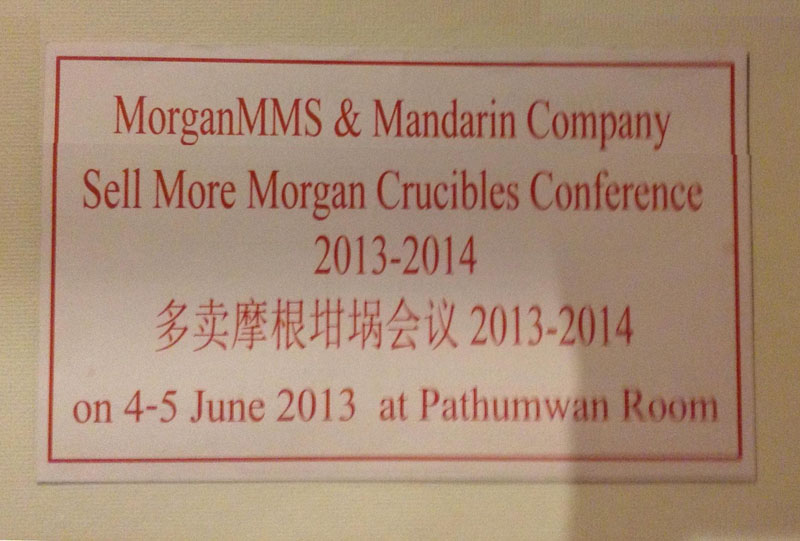 MorganMMS & Mandarin Company
Sell More Morgan Crucibles Conference
2013-2014
多卖摩根坩埚会议 2013-2014
on 4-5 June 2013 at Pathumwan Room